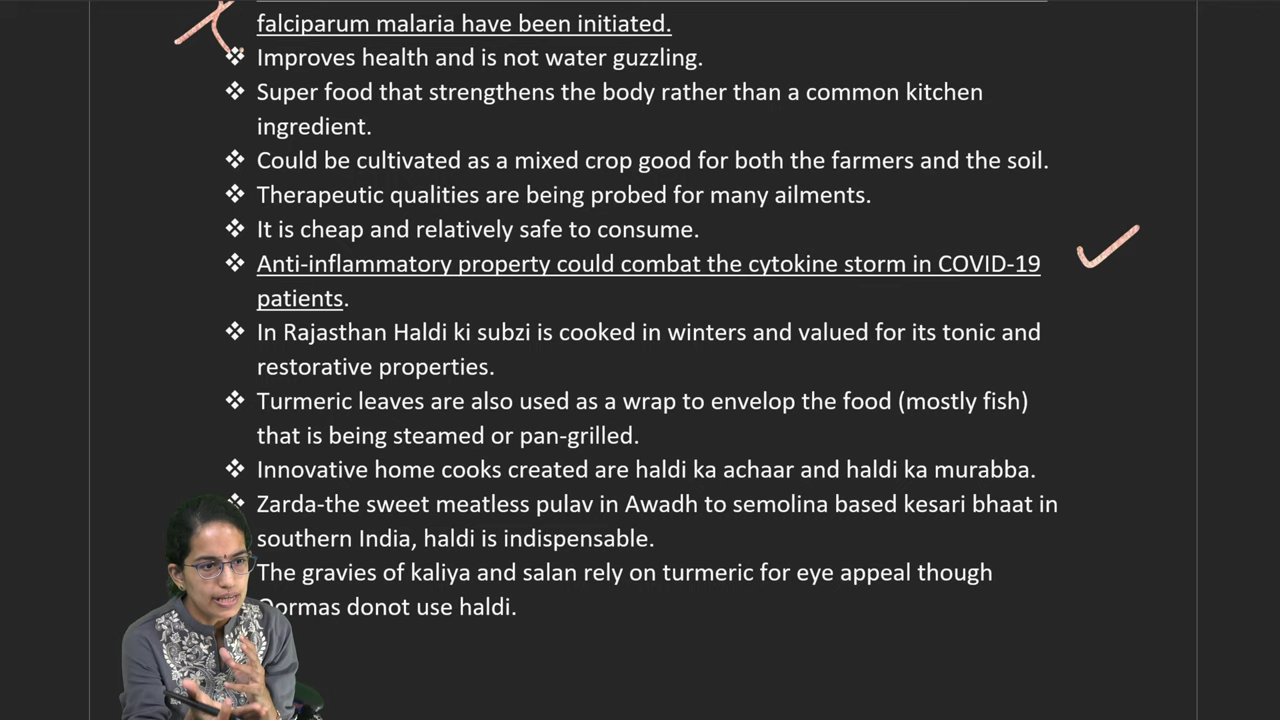 falciparum malaria have been initiated.
❖ Improves health and is not water guzzling.
❖ Super food that strengthens the body rather than a common kitchen
ingredient.
❖ Could be cultivated as a mixed crop good for both the farmers and the soil.
❖ Therapeutic qualities are being probed for many ailments.
❖ It is cheap and relatively safe to consume.
❖ Anti-inflammatory property could combat the cytokine storm in COVID-19
patients.
❖ In Rajasthan Haldi ki subzi is cooked in winters and valued for its tonic and
restorative properties.
❖ Turmeric leaves are also used as a wrap to envelop the food (mostly fish)
that is being steamed or pan-grilled.
❖ Innovative home cooks created are haldi ka achaar and haldi ka murabba.
❖ Zarda-the sweet meatless pulav in Awadh to semolina based kesari bhaat in
southern India, haldi is indispensable.
The gravies of kaliya and salan rely on turmeric for eye appeal though
Qormas donot use haldi.